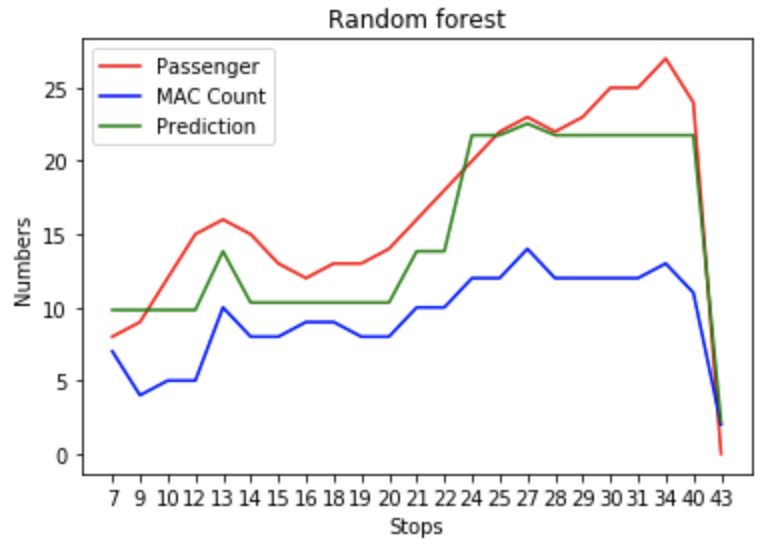 Random forest
Passenger
MAC Count
Prediction
25
20
15
10
5
0
Numbers
7 9 10 12 13 14 15 16 18 19 20 21 22 24 25 27 28 29 30 31 34 40 43
Stops